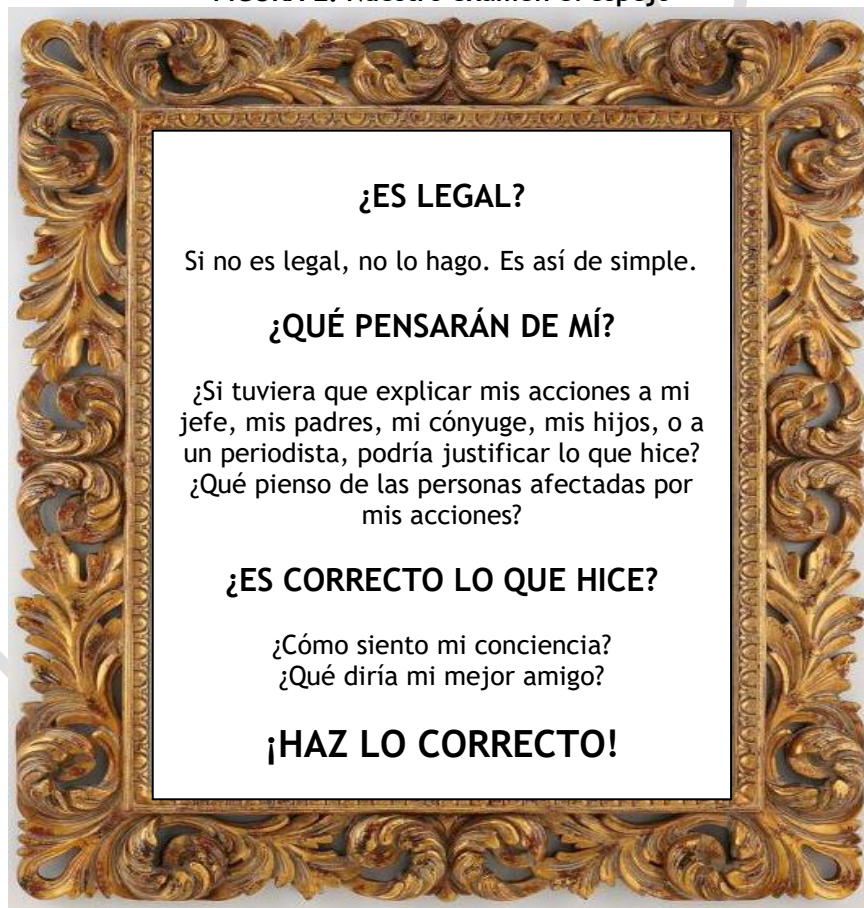 ¿ES LEGAL?
Si no es legal, no lo hago. Es así de simple.
¿QUÉ PENSARÁN DE MÍ?
¿Si tuviera que explicar mis acciones a mi
jefe, mis padres, mi cónyuge, mis hijos, o a
un periodista, podría justificar lo que hice?
¿Qué pienso de las personas afectadas por
mis acciones?
¿ES CORRECTO LO QUE HICE?
¿Cómo siento mi conciencia?
¿Qué diría mi mejor amigo?
¡HAZ LO CORRECTO!